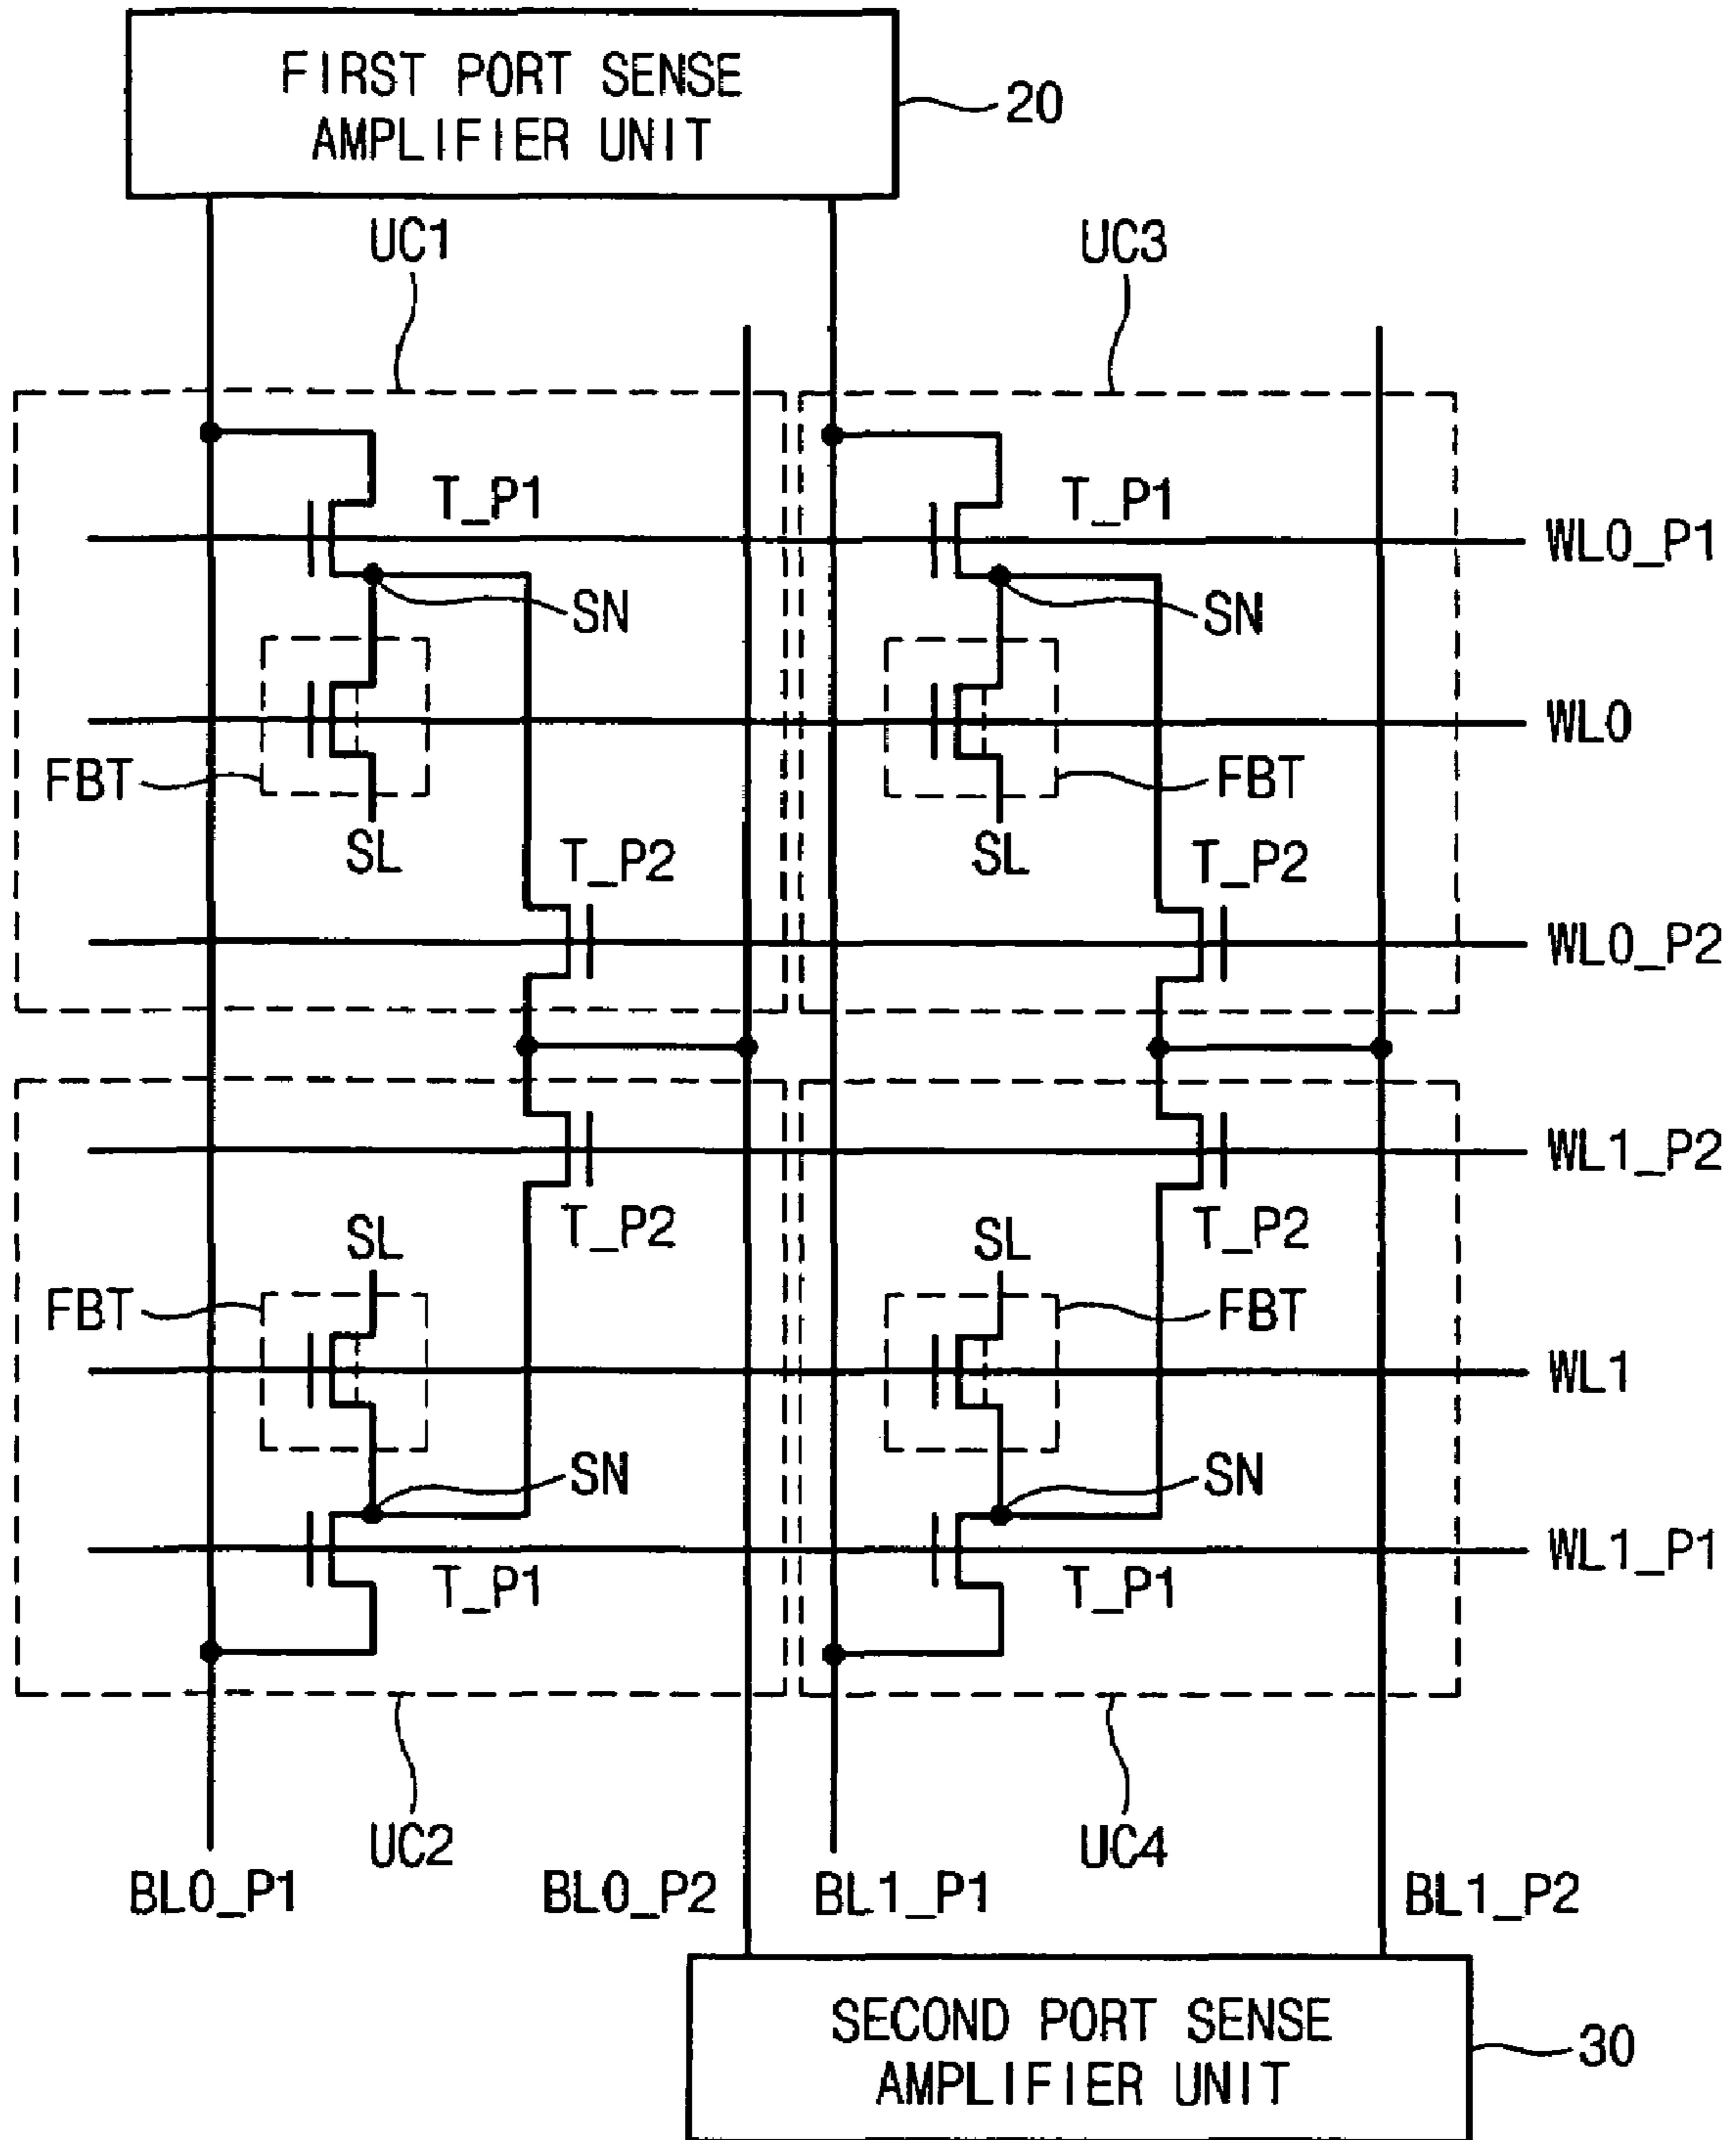 FIRST PORT SENSE
AMPLIFIER UNIT
20
UC1
UC3
T_P1
T_P1
WL0_P1
SN
SN
WL0
FBT
FBT
SL
SL
T_P2
T_P2
WL0_P2
WL1_P2
T_P2
T_P2
SL
SL
FBT
FBT
WL1
SN
SN
WL1_P1
T_P1
T_P1
UC2
UC4
BL0_P1
BL0_P2
BL1_P1
BL1_P2
SECOND PORT SENSE
AMPLIFIER UNIT
30